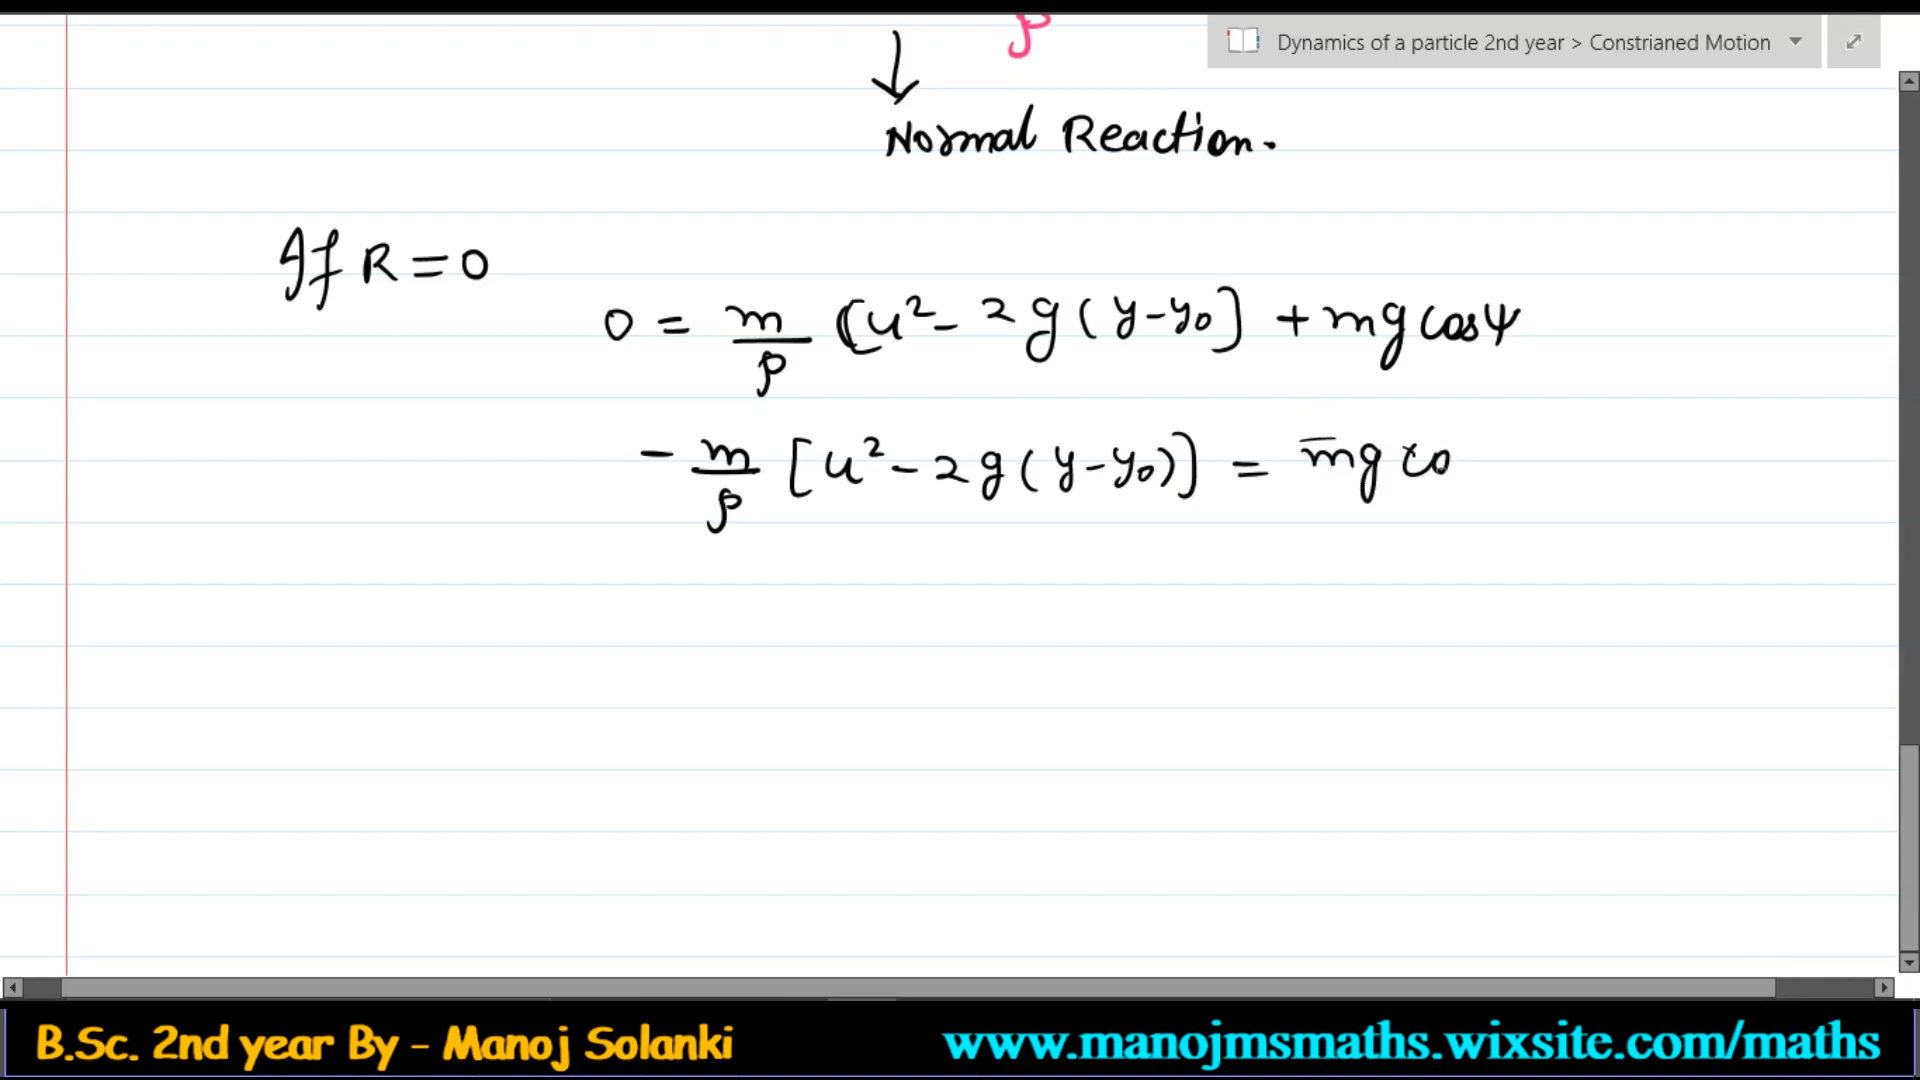 ρ
Dynamics of a particle 2nd year > Constrianed Motion
↓
Normal Reaction.
If R = 0
0 = m/ρ [u² - 2g(y-y₀] + mg cosψ
- m/ρ [u² - 2g(y-y₀)] = mg co
B.Sc. 2nd year By - Manoj Solanki
www.manojmsmaths.wixsite.com/maths